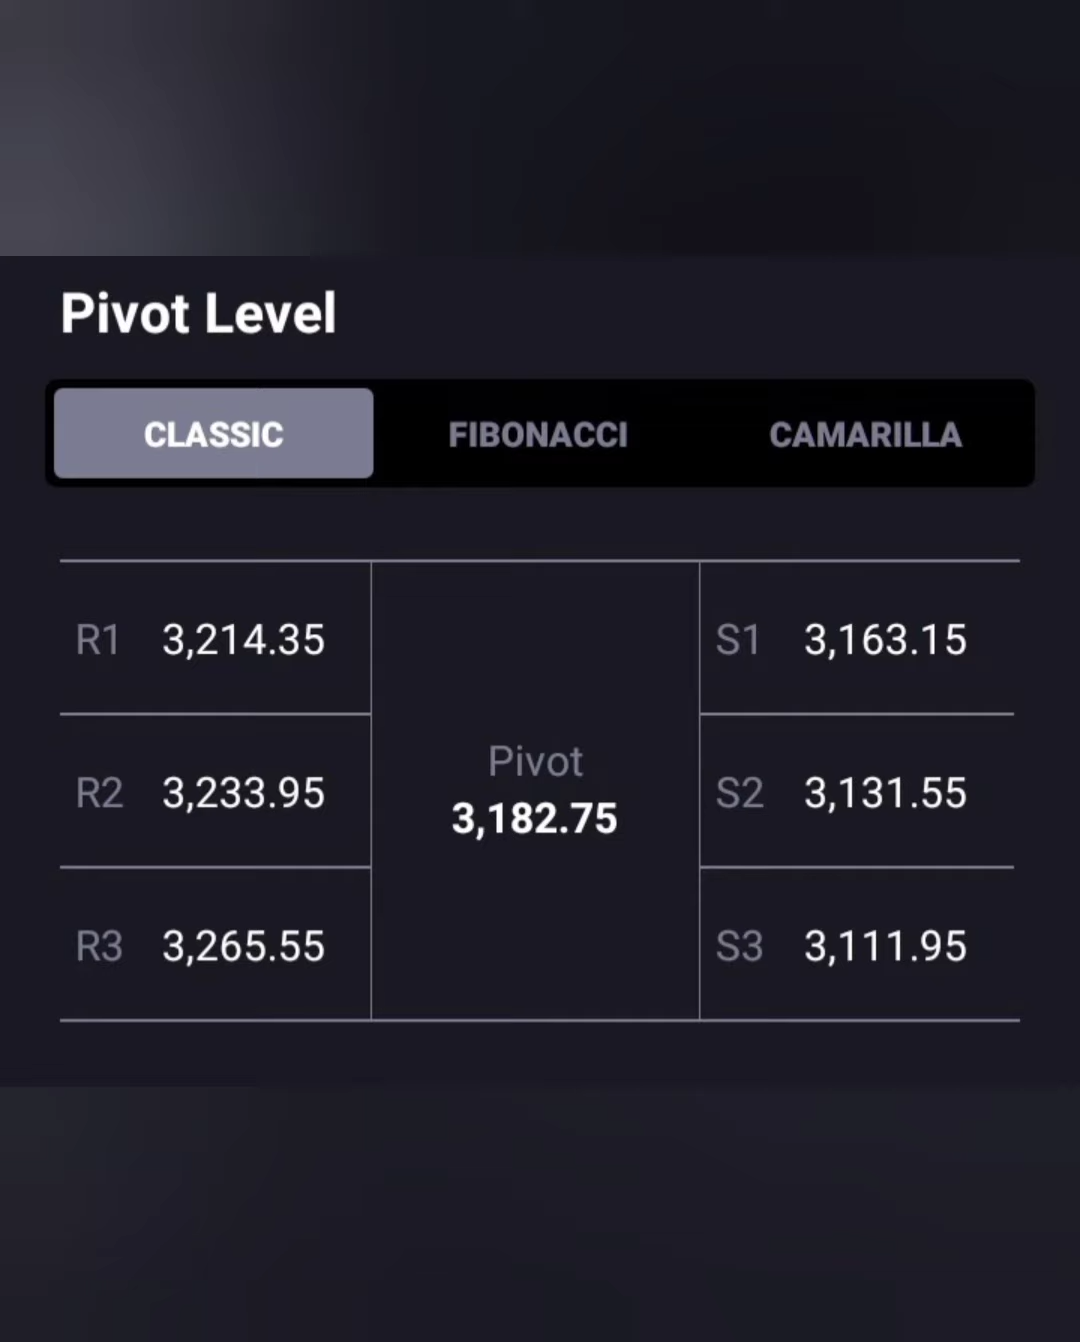 Pivot Level
CLASSIC FIBONACCI CAMARILLA
R1 3,214.35
R2 3,233.95
R3 3,265.55
Pivot
3,182.75
S1 3,163.15
S2 3,131.55
S3 3,111.95